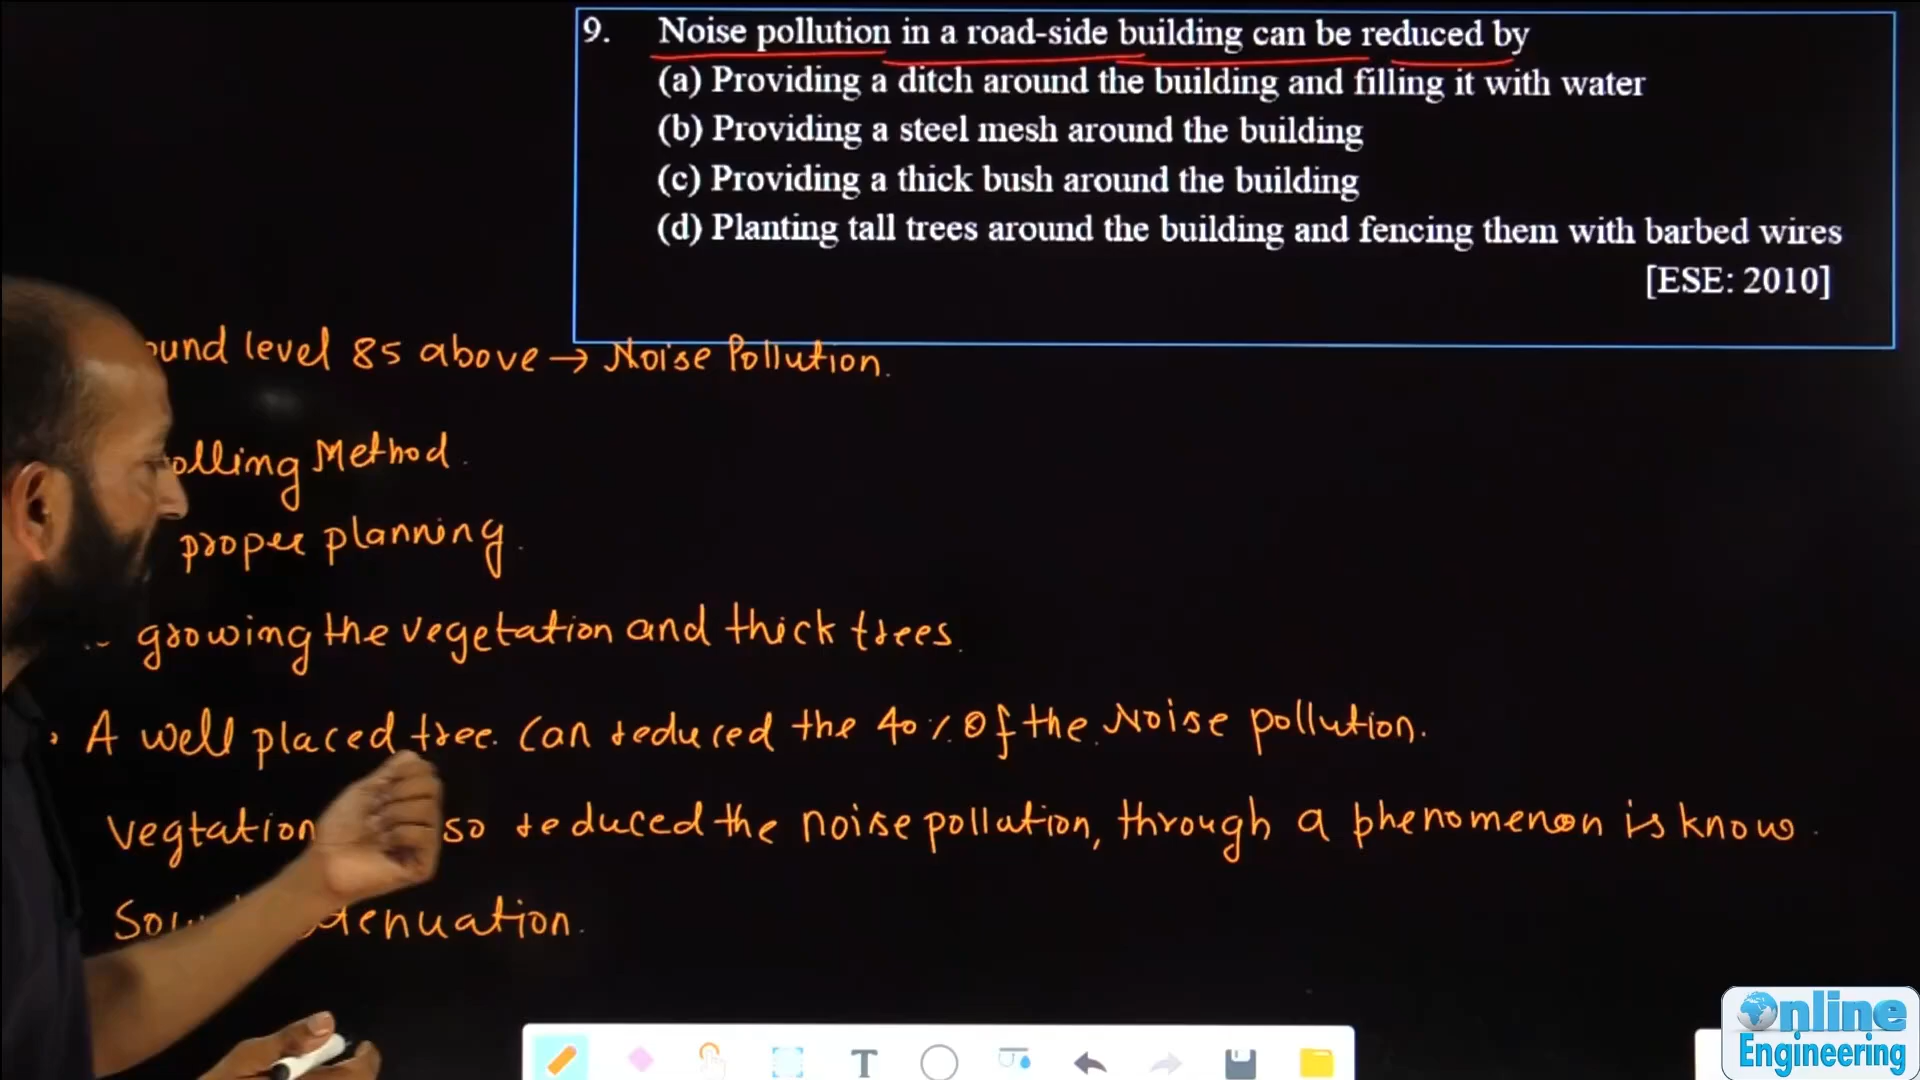 9. Noise pollution in a road-side building can be reduced by
(a) Providing a ditch around the building and filling it with water
(b) Providing a steel mesh around the building
(c) Providing a thick bush around the building
(d) Planting tall trees around the building and fencing them with barbed wires
[ESE: 2010]
ound level 85 above → Noise Pollution.
olling Method.
proper planning.
growing the vegetation and thick trees.
A well placed tree. Can reduced the 40% Of the Noise pollution.
Vegtation so reduced the noise pollution, through a phenomenon is know.
Sou tenuation.
T
Online
Engineering